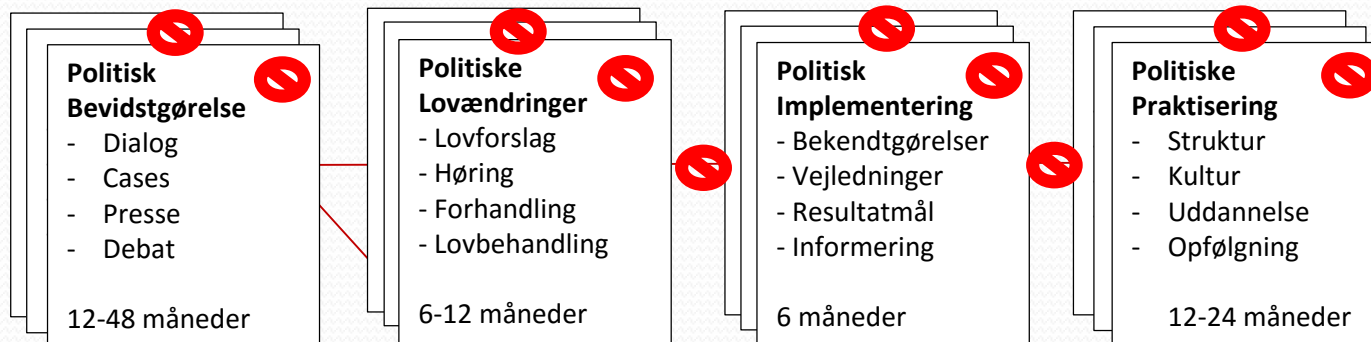 Politisk
Bevidstgørelse
- Dialog
- Cases
- Presse
- Debat
12-48 måneder
Politiske
Lovændringer
- Lovforslag
- Høring
- Forhandling
- Lovbehandling
6-12 måneder
Politisk
Implementering
- Bekendtgørelser
- Vejledninger
- Resultatmål
- Informering
6 måneder
Politiske
Praktisering
- Struktur
- Kultur
- Uddannelse
- Opfølgning
12-24 måneder